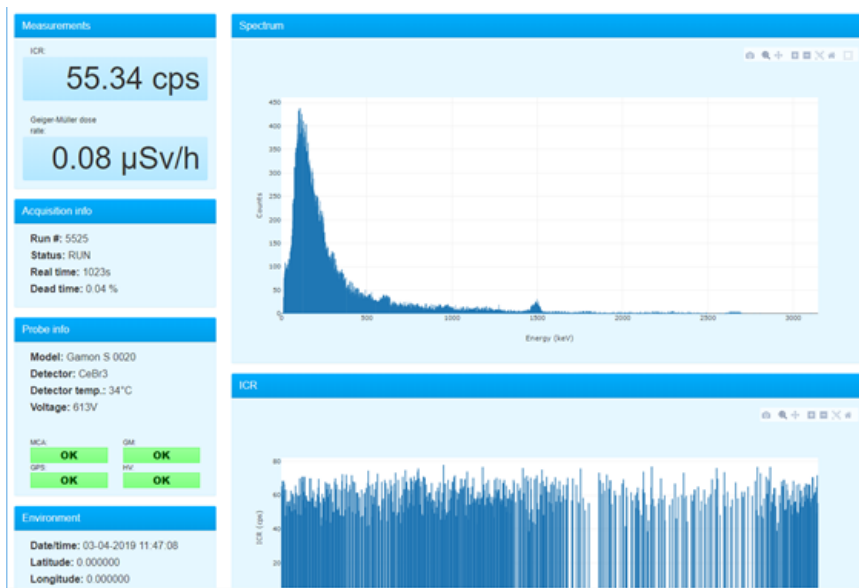 Measurements
ICR:
55.34 cps
Geiger-Müller dose
rate:
0.08 µSv/h
Acquisition info
Run #: 5525
Status: RUN
Real time: 1023s
Dead time: 0.04 %
Probe info
Model: Gamon S 0020
Detector: CeBr3
Detector temp.: 34°C
Voltage: 613V
MCA: GM:
OK OK
GPS: HV:
OK OK
Environment
Date/time: 03-04-2019 11:47:08
Latitude: 0.000000
Longitude: 0.000000
Spectrum
450
400
350
300
250
200
150
100
50
0
Counts
0 500 1000 1500 2000 2500 3000
Energy (keV)
ICR
80
60
40
20
ICR (cps)